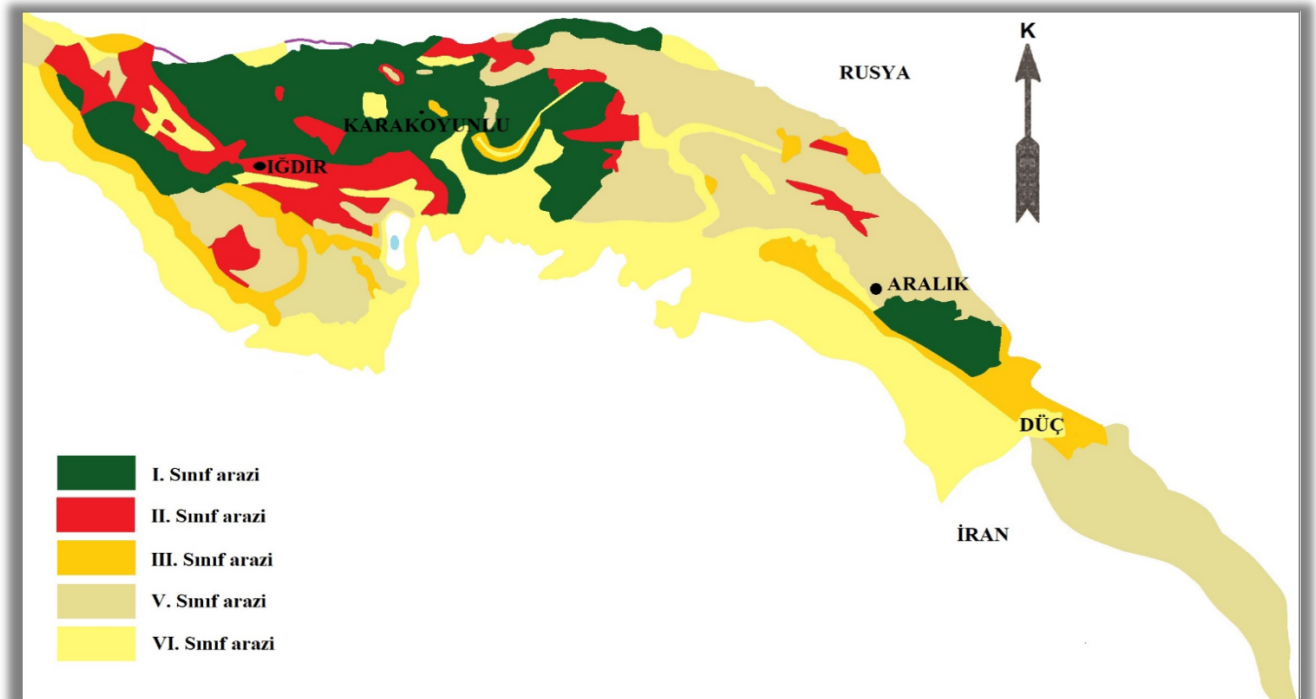 K
RUSYA
KARAKOYUNLU
IĞDIR
ARALIK
DÜÇ
İRAN
I. Sınıf arazi
II. Sınıf arazi
III. Sınıf arazi
V. Sınıf arazi
VI. Sınıf arazi